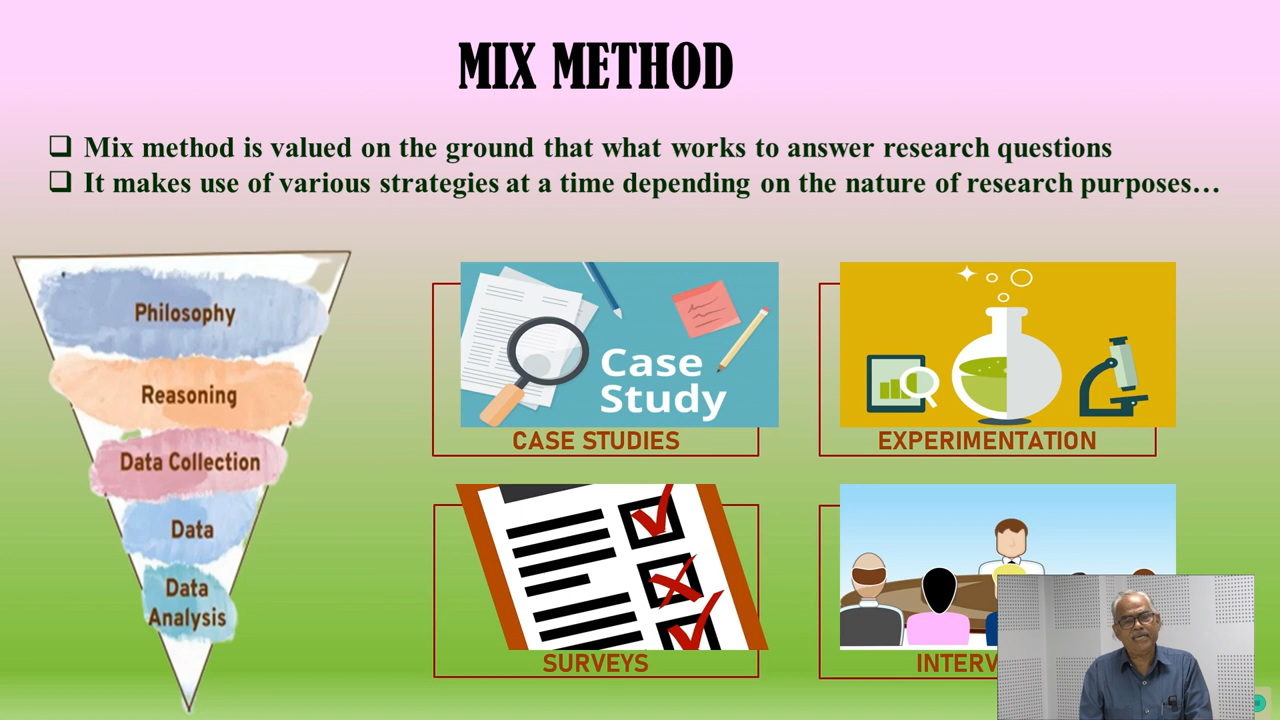 MIX METHOD
❑ Mix method is valued on the ground that what works to answer research questions
❑ It makes use of various strategies at a time depending on the nature of research purposes…
Philosophy
Reasoning
Data Collection
Data
Data
Analysis
Case
Study
CASE STUDIES
EXPERIMENTATION
SURVEYS
INTERV